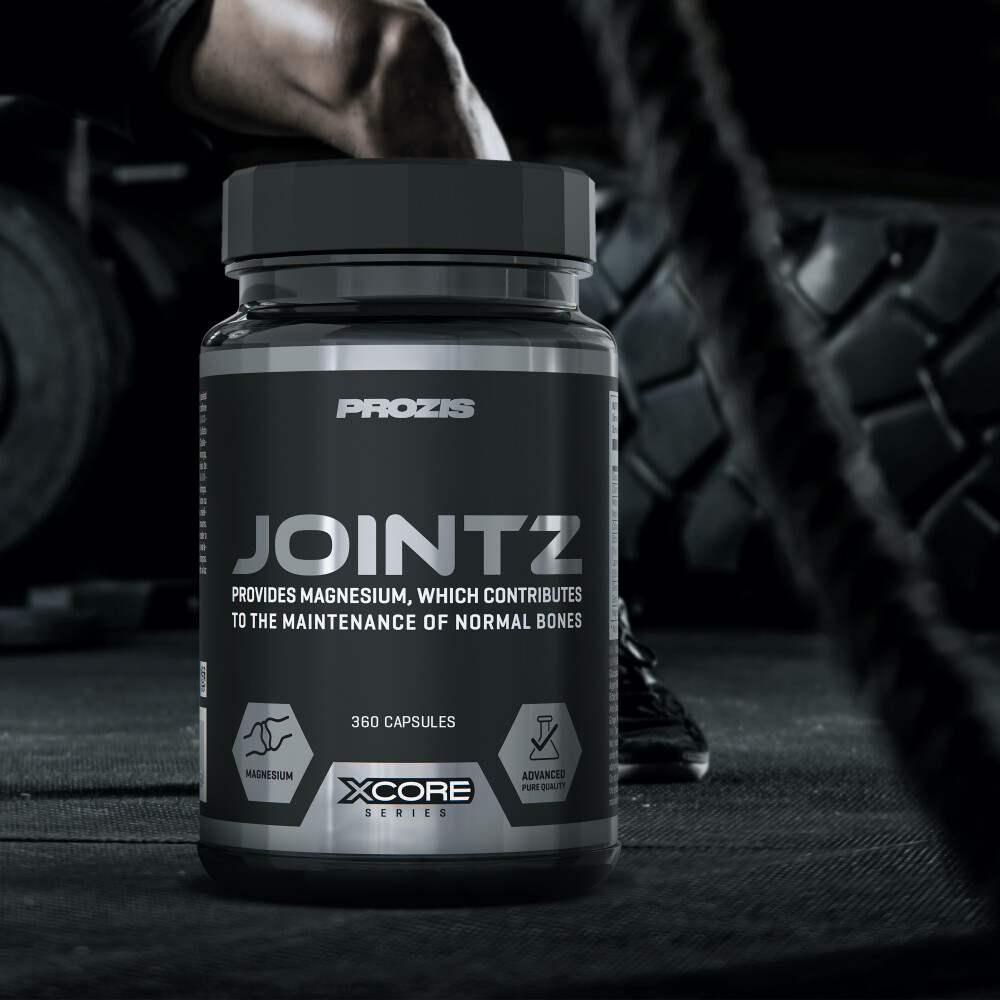 PROZIS
JOINTZ
PROVIDES MAGNESIUM, WHICH CONTRIBUTES
TO THE MAINTENANCE OF NORMAL BONES
360 CAPSULES
MAGNESIUM
ADVANCED
PURE QUALITY
XCORE
SERIES